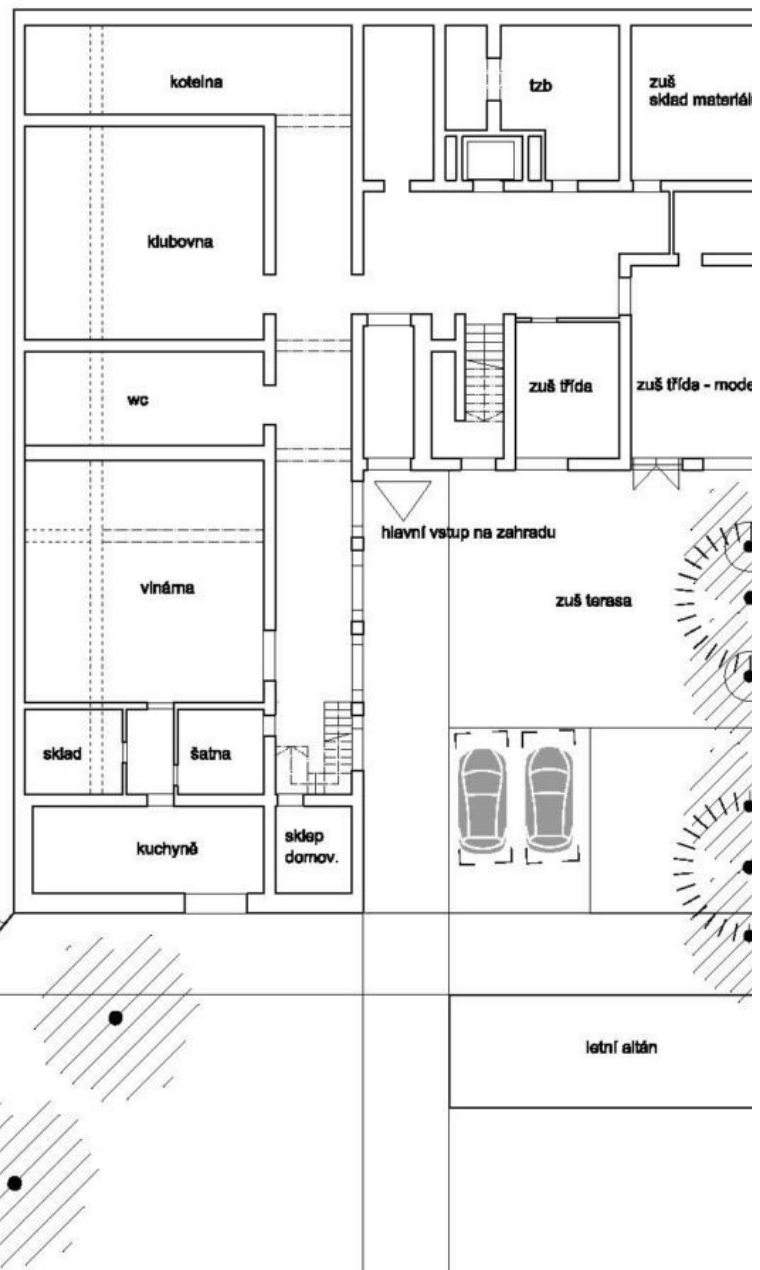 kotelna
tzb
zuš
sklad materiálu
klubovna
wc
zuš třída
zuš třída - mode
hlavní vstup na zahradu
vinárna
zuš terasa
sklad
šatna
kuchyně
sklep
domov.
letní altán